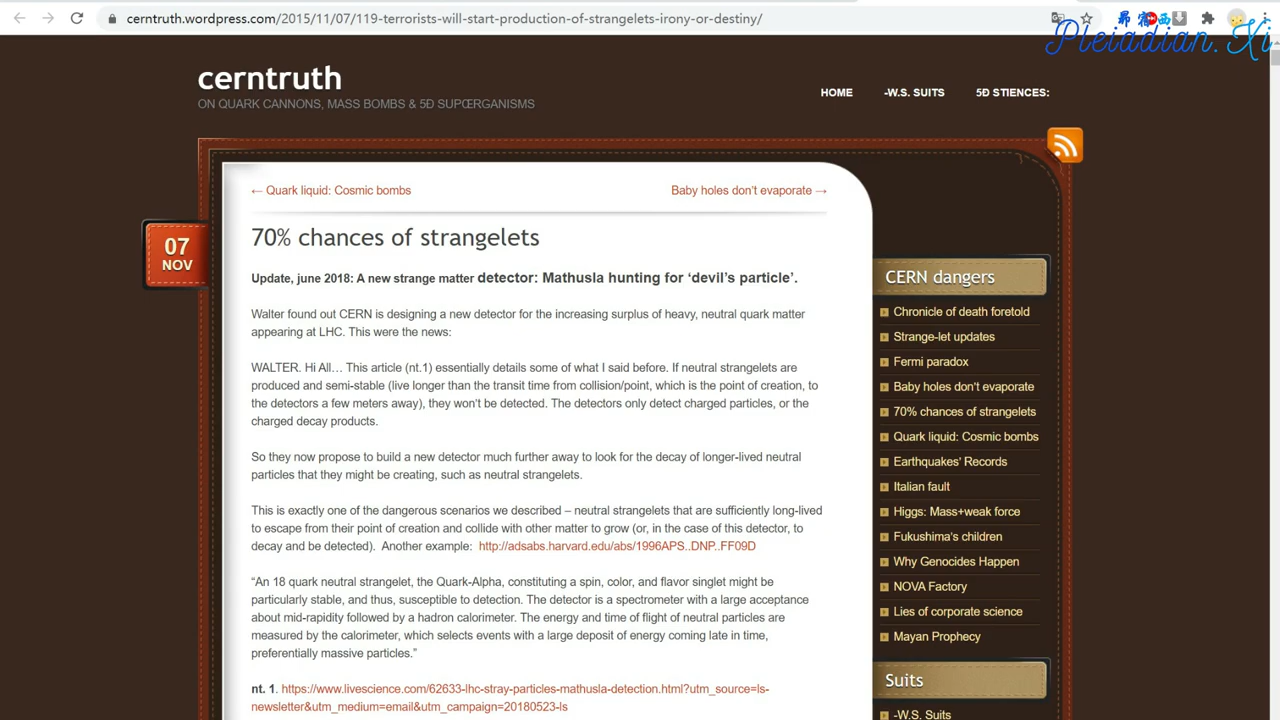 cerntruth.wordpress.com/2015/11/07/119-terrorists-will-start-production-of-strangelets-irony-or-destiny/
昴宿西
Pleiadian.Xi
cerntruth
ON QUARK CANNONS, MASS BOMBS & 5Đ SUPŒRGANISMS
HOME
-W.S. SUITS
5Đ STIENCES:
← Quark liquid: Cosmic bombs
Baby holes don't evaporate →
07
NOV
70% chances of strangelets
Update, june 2018: A new strange matter detector: Mathusla hunting for ‘devil’s particle’.
Walter found out CERN is designing a new detector for the increasing surplus of heavy, neutral quark matter
appearing at LHC. This were the news:
WALTER. Hi All… This article (nt.1) essentially details some of what I said before. If neutral strangelets are
produced and semi-stable (live longer than the transit time from collision/point, which is the point of creation, to
the detectors a few meters away), they won’t be detected. The detectors only detect charged particles, or the
charged decay products.
So they now propose to build a new detector much further away to look for the decay of longer-lived neutral
particles that they might be creating, such as neutral strangelets.
This is exactly one of the dangerous scenarios we described – neutral strangelets that are sufficiently long-lived
to escape from their point of creation and collide with other matter to grow (or, in the case of this detector, to
decay and be detected).  Another example:  http://adsabs.harvard.edu/abs/1996APS..DNP..FF09D
“An 18 quark neutral strangelet, the Quark-Alpha, constituting a spin, color, and flavor singlet might be
particularly stable, and thus, susceptible to detection. The detector is a spectrometer with a large acceptance
about mid-rapidity followed by a hadron calorimeter. The energy and time of flight of neutral particles are
measured by the calorimeter, which selects events with a large deposit of energy coming late in time,
preferentially massive particles.”
nt. 1. https://www.livescience.com/62633-lhc-stray-particles-mathusla-detection.html?utm_source=ls-
newsletter&utm_medium=email&utm_campaign=20180523-ls
CERN dangers
Chronicle of death foretold
Strange-let updates
Fermi paradox
Baby holes don't evaporate
70% chances of strangelets
Quark liquid: Cosmic bombs
Earthquakes' Records
Italian fault
Higgs: Mass+weak force
Fukushima's children
Why Genocides Happen
NOVA Factory
Lies of corporate science
Mayan Prophecy
Suits
-W.S. Suits